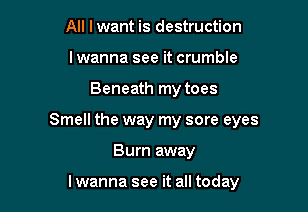 All I want is destruction
I wanna see it crumble
Beneath my toes
Smell the way my sore eyes
Burn away
I wanna see it all today